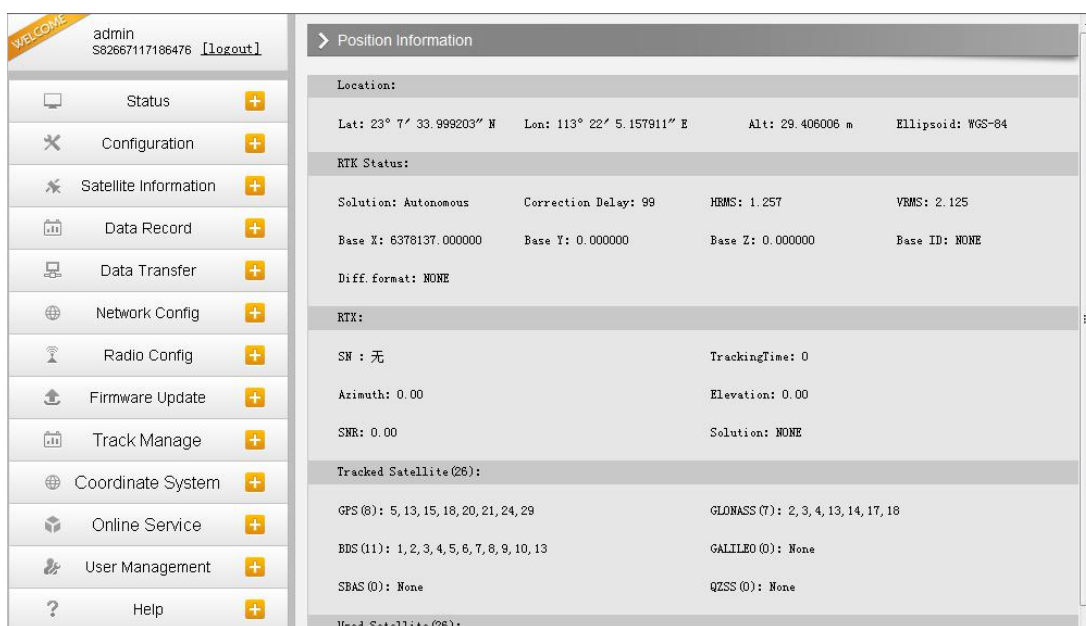 WELCOME
admin
S82667117186476 [logout]
Status
Configuration
Satellite Information
Data Record
Data Transfer
Network Config
Radio Config
Firmware Update
Track Manage
Coordinate System
Online Service
User Management
Help
Position Information
Location:
Lat: 23° 7′ 33.999203″ N Lon: 113° 22′ 5.157911″ E Alt: 29.406006 m Ellipsoid: WGS-84
RTK Status:
Solution: Autonomous Correction Delay: 99 HRMS: 1.257 VRMS: 2.125
Base X: 6378137.000000 Base Y: 0.000000 Base Z: 0.000000 Base ID: NONE
Diff.format: NONE
RTX:
SN : 无 TrackingTime: 0
Azimuth: 0.00 Elevation: 0.00
SNR: 0.00 Solution: NONE
Tracked Satellite(26):
GPS(8): 5,13,15,18,20,21,24,29 GLONASS(7): 2,3,4,13,14,17,18
BDS(11): 1,2,3,4,5,6,7,8,9,10,13 GALILEO(0): None
SBAS(0): None QZSS(0): None
Used Satellite(26):